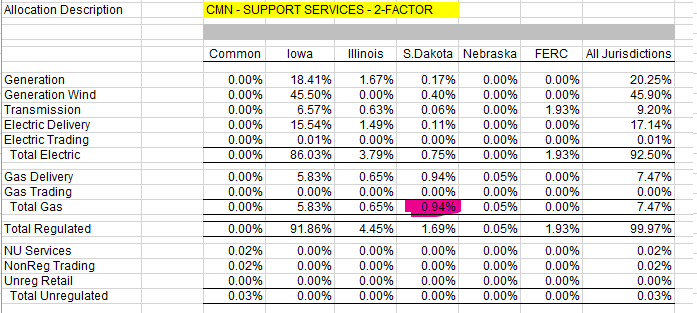 Allocation Description CMN - SUPPORT SERVICES - 2-FACTOR
Common Iowa Illinois S.Dakota Nebraska FERC All Jurisdictions
Generation 0.00% 18.41% 1.67% 0.17% 0.00% 0.00% 20.25%
Generation Wind 0.00% 45.50% 0.00% 0.40% 0.00% 0.00% 45.90%
Transmission 0.00% 6.57% 0.63% 0.06% 0.00% 1.93% 9.20%
Electric Delivery 0.00% 15.54% 1.49% 0.11% 0.00% 0.00% 17.14%
Electric Trading 0.00% 0.01% 0.00% 0.00% 0.00% 0.00% 0.01%
Total Electric 0.00% 86.03% 3.79% 0.75% 0.00% 1.93% 92.50%
Gas Delivery 0.00% 5.83% 0.65% 0.94% 0.05% 0.00% 7.47%
Gas Trading 0.00% 0.00% 0.00% 0.00% 0.00% 0.00% 0.00%
Total Gas 0.00% 5.83% 0.65% 0.94% 0.05% 0.00% 7.47%
Total Regulated 0.00% 91.86% 4.45% 1.69% 0.05% 1.93% 99.97%
NU Services 0.02% 0.00% 0.00% 0.00% 0.00% 0.00% 0.02%
NonReg Trading 0.02% 0.00% 0.00% 0.00% 0.00% 0.00% 0.02%
Unreg Retail 0.00% 0.00% 0.00% 0.00% 0.00% 0.00% 0.00%
Total Unregulated 0.03% 0.00% 0.00% 0.00% 0.00% 0.00% 0.03%